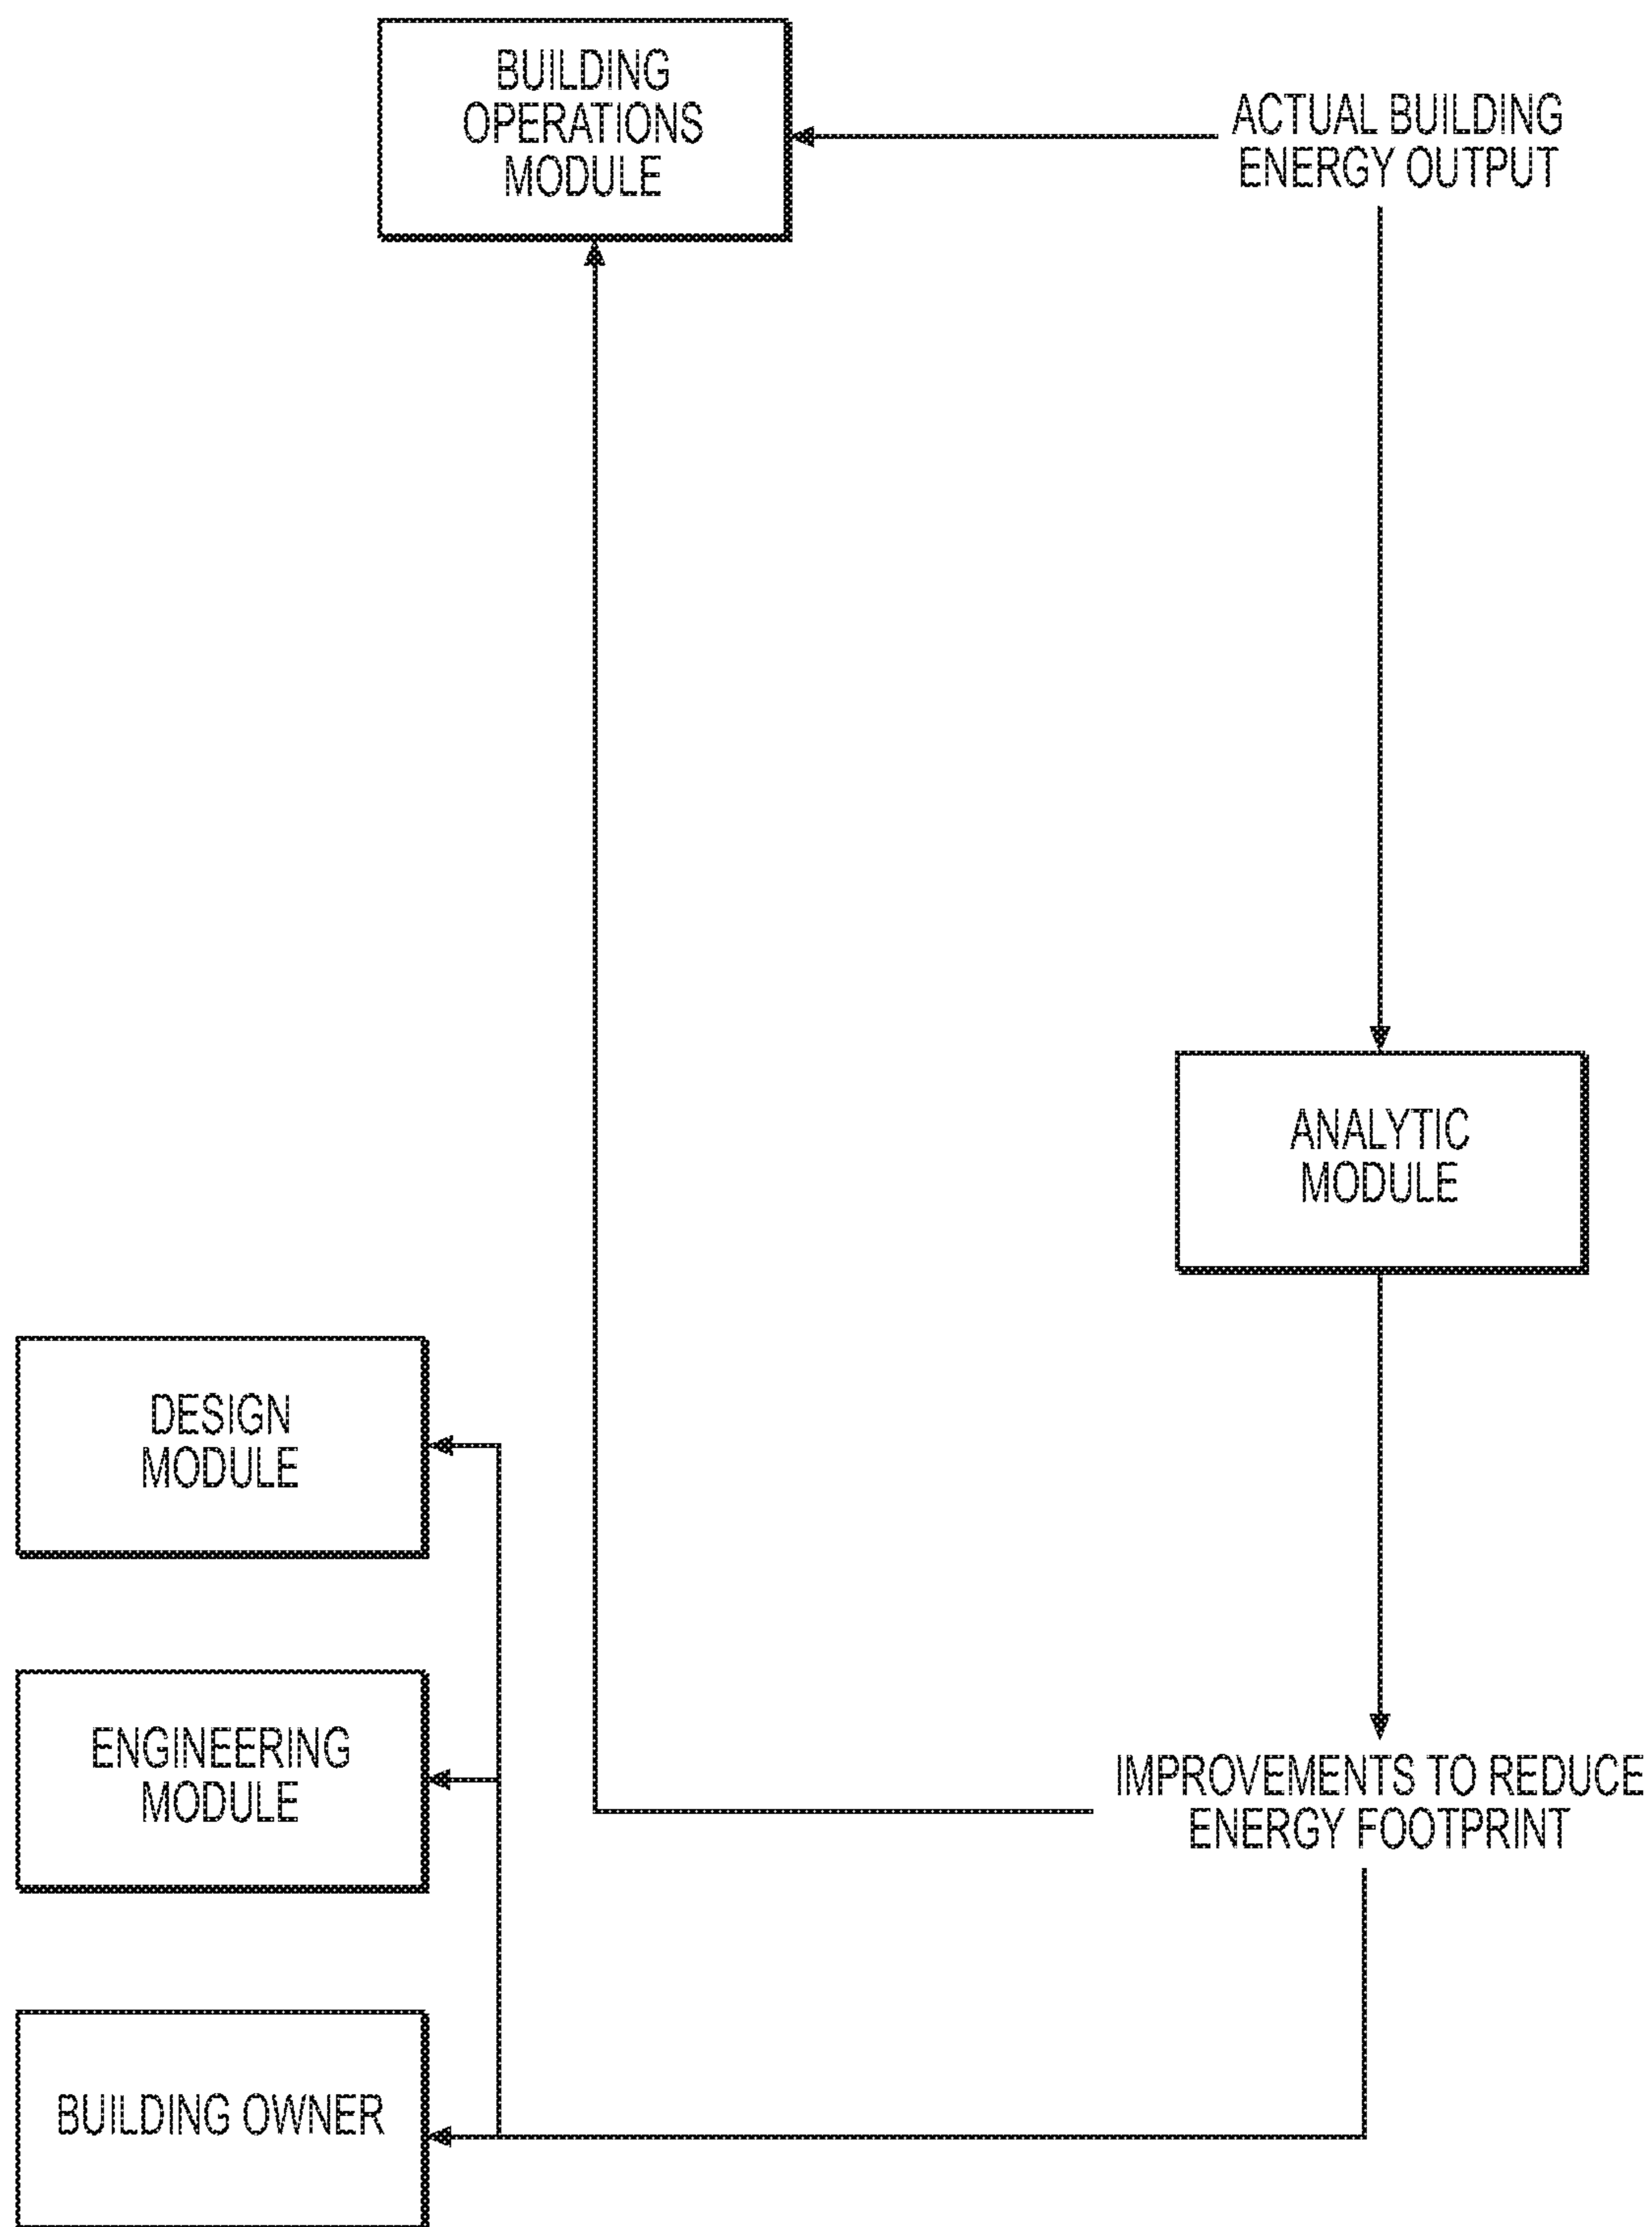 BUILDING
OPERATIONS
MODULE
ACTUAL BUILDING
ENERGY OUTPUT
ANALYTIC
MODULE
DESIGN
MODULE
ENGINEERING
MODULE
IMPROVEMENTS TO REDUCE
ENERGY FOOTPRINT
BUILDING OWNER